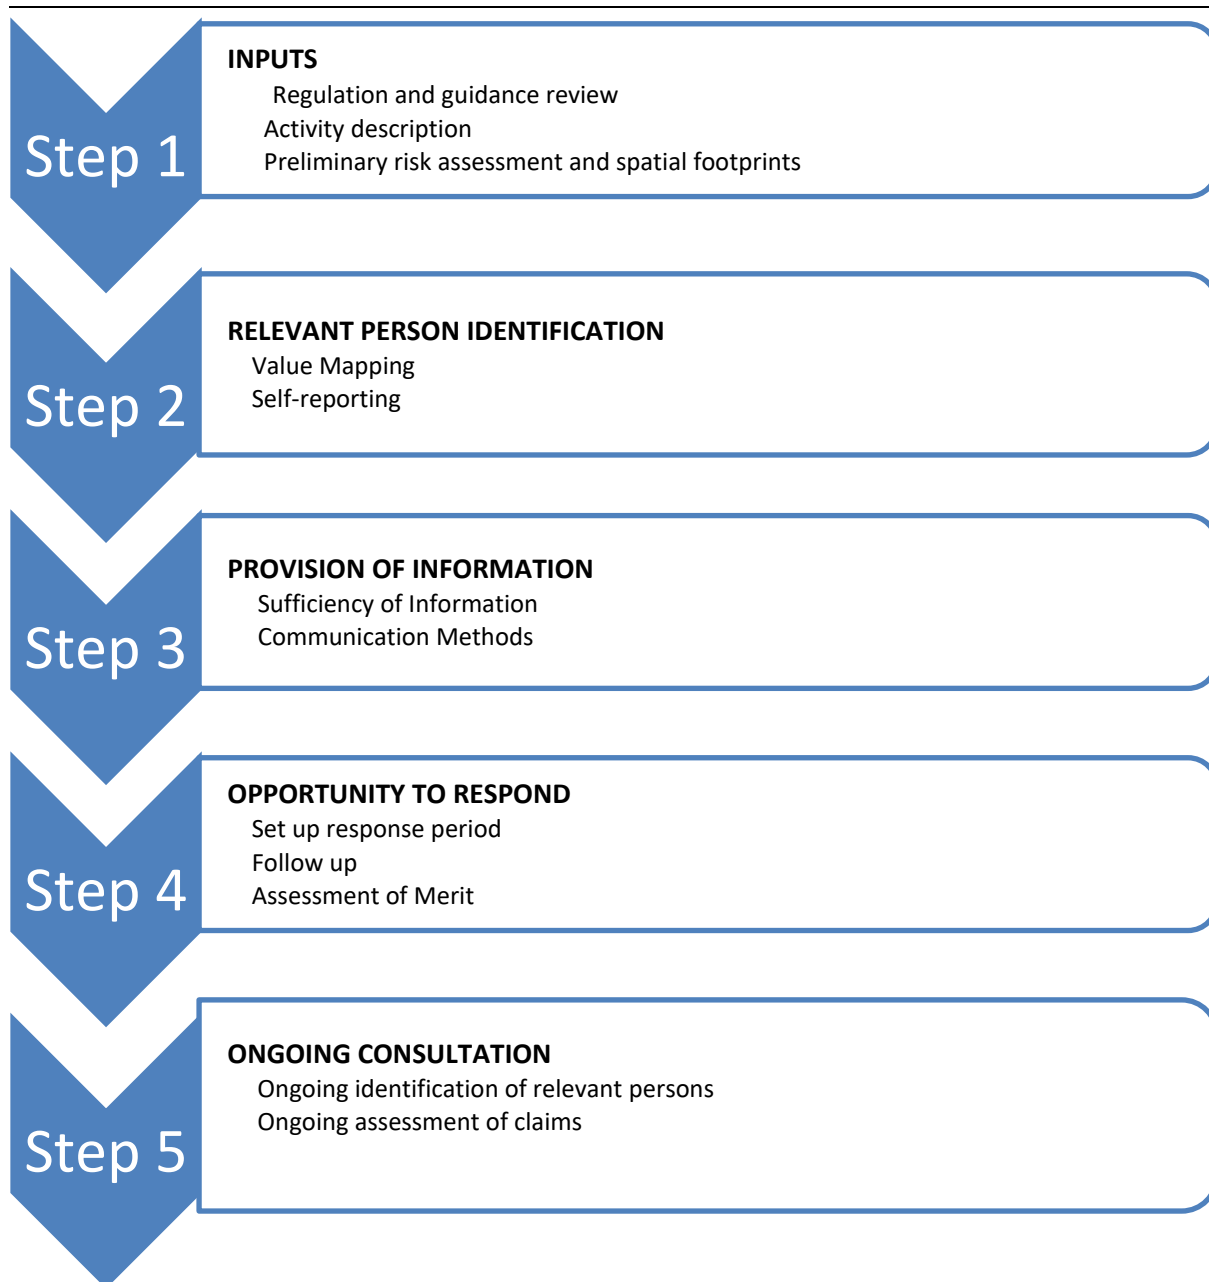 Step 1
INPUTS
Regulation and guidance review
Activity description
Preliminary risk assessment and spatial footprints
Step 2
RELEVANT PERSON IDENTIFICATION
Value Mapping
Self-reporting
Step 3
PROVISION OF INFORMATION
Sufficiency of Information
Communication Methods
Step 4
OPPORTUNITY TO RESPOND
Set up response period
Follow up
Assessment of Merit
Step 5
ONGOING CONSULTATION
Ongoing identification of relevant persons
Ongoing assessment of claims